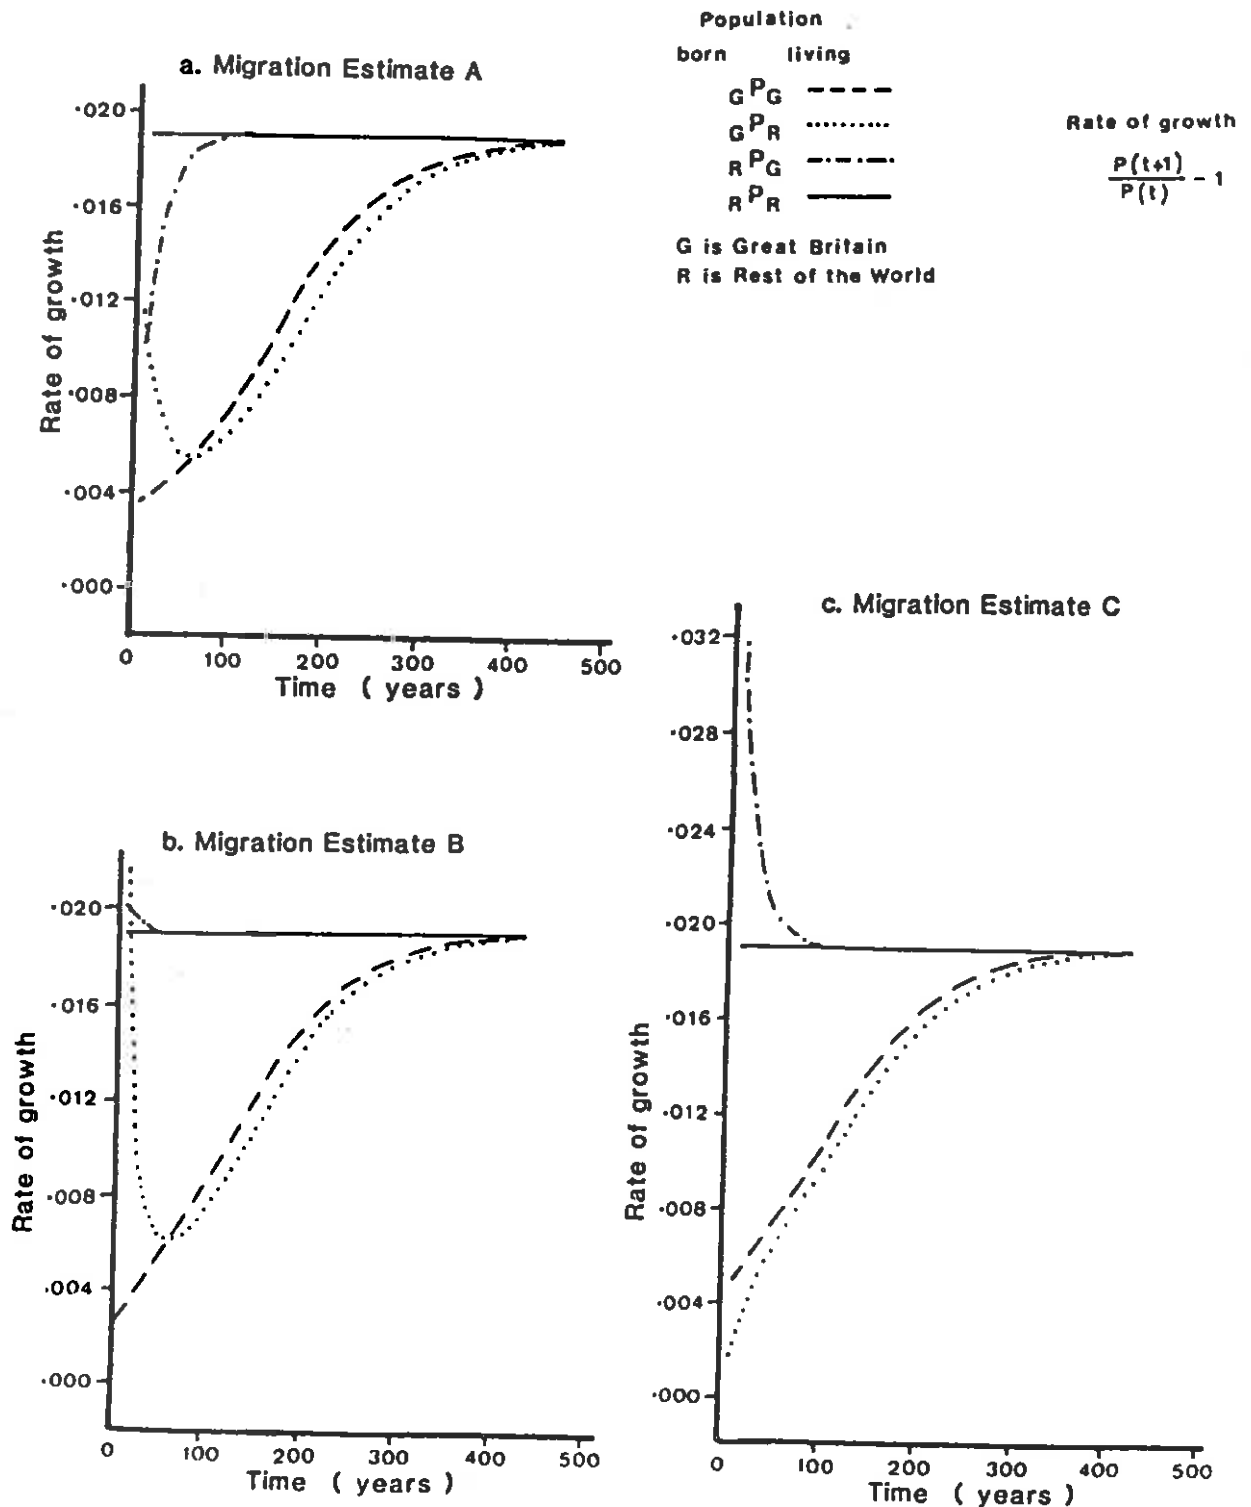 Population
born living
GPG
GPR
RPG
RPR
G is Great Britain
R is Rest of the World
Rate of growth
P(t+1)
P(t) - 1
a. Migration Estimate A
Rate of growth
·020
·016
·012
·008
·004
·000
0 100 200 300 400 500
Time ( years )
b. Migration Estimate B
Rate of growth
·020
·016
·012
·008
·004
·000
0 100 200 300 400 500
Time ( years )
c. Migration Estimate C
Rate of growth
·032
·028
·024
·020
·016
·012
·008
·004
·000
0 100 200 300 400 500
Time ( years )